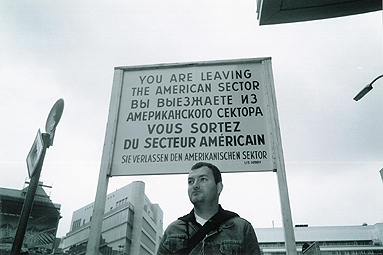 YOU ARE LEAVING
THE AMERICAN SECTOR
ВЫ ВЫЕЗЖАЕТЕ ИЗ
АМЕРИКАНСКОГО СЕКТОРА
VOUS SORTEZ
DU SECTEUR AMÉRICAIN
SIE VERLASSEN DEN AMERIKANISCHEN SEKTOR